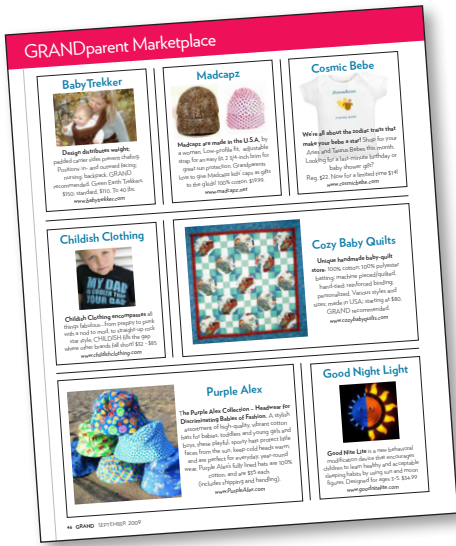 GRANDparent Marketplace
BabyTrekker
Design distributes weight;
padded carrier sides prevent chafing.
Positions: in- and outward facing;
nursing; backpack. GRAND
recommended. Green Earth Trekkers,
$150; standard, $110. To 40 lbs.
www.babytrekker.com
Madcapz
Madcapz are made in the U.S.A. by
a woman. Low-profile fit; adjustable
strap for an easy fit. 2 3/4-inch brim for
great sun protection. Grandparents
love to give Madcapz kids' caps as gifts
to the g'kids! 100% cotton. $19.99
www.madcapz.net
Cosmic Bebe
We're all about the zodiac traits that
make your bebe a star! Shop for your
Aries and Taurus Bebes this month.
Looking for a last-minute birthday or
baby shower gift?
Reg. $22. Now for a limited time $14!
www.cosmicbebe.com
Childish Clothing
MY DAD
IS COOLER THAN
YOUR DAD
Childish Clothing encompasses all
things fabulous—from preppy to punk
with a nod to mod, to straight-up rock
star style, CHILDISH fills the gap
where other brands fall short! $12 - $65
www.childishclothing.com
Cozy Baby Quilts
Unique handmade baby-quilt
store. 100% cotton; 100% polyester
batting; machine pieced/quilted,
hand-tied; reinforced binding;
personalized. Various styles and
sizes; made in USA; starting at $80.
GRAND recommended.
www.cozybabyquilts.com
Purple Alex
The Purple Alex Collection – Headwear for
Discriminating Babies of Fashion. A stylish
assortment of high-quality, vibrant cotton
hats for babies, toddlers and young girls and
boys, these playful, sporty hats protect little
faces from the sun, keep cold heads warm
and are perfect for everyday, year-round
wear. Purple Alex's fully lined hats are 100%
cotton, and are $25 each
(includes shipping and handling).
www.PurpleAlex.com
Good Night Light
Good Nite Lite is a new behavioral
modification device that encourages
children to learn healthy and acceptable
sleeping habits by using sun and moon
figures. Designed for ages 2-5. $34.99
www.goodnitelite.com
46 GRAND SEPTEMBER 2009